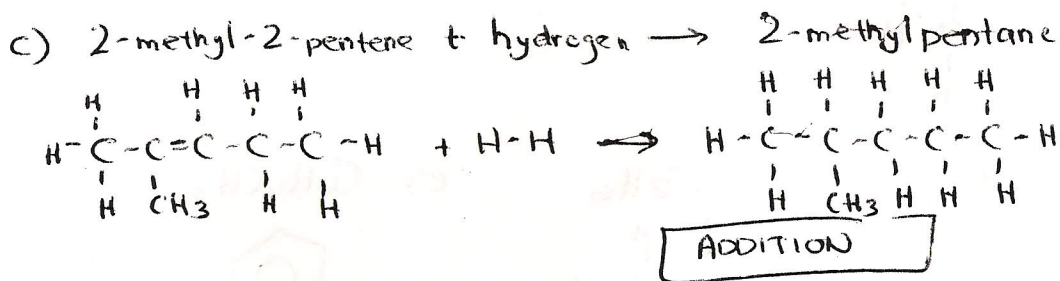 c) 2-methyl-2-pentene + hydrogen → 2-methylpentane
H H H H H H H H H
H-C-C=C-C-C-H + H-H → H-C-C-C-C-C-H
H CH3 H H H CH3 H H H
ADDITION